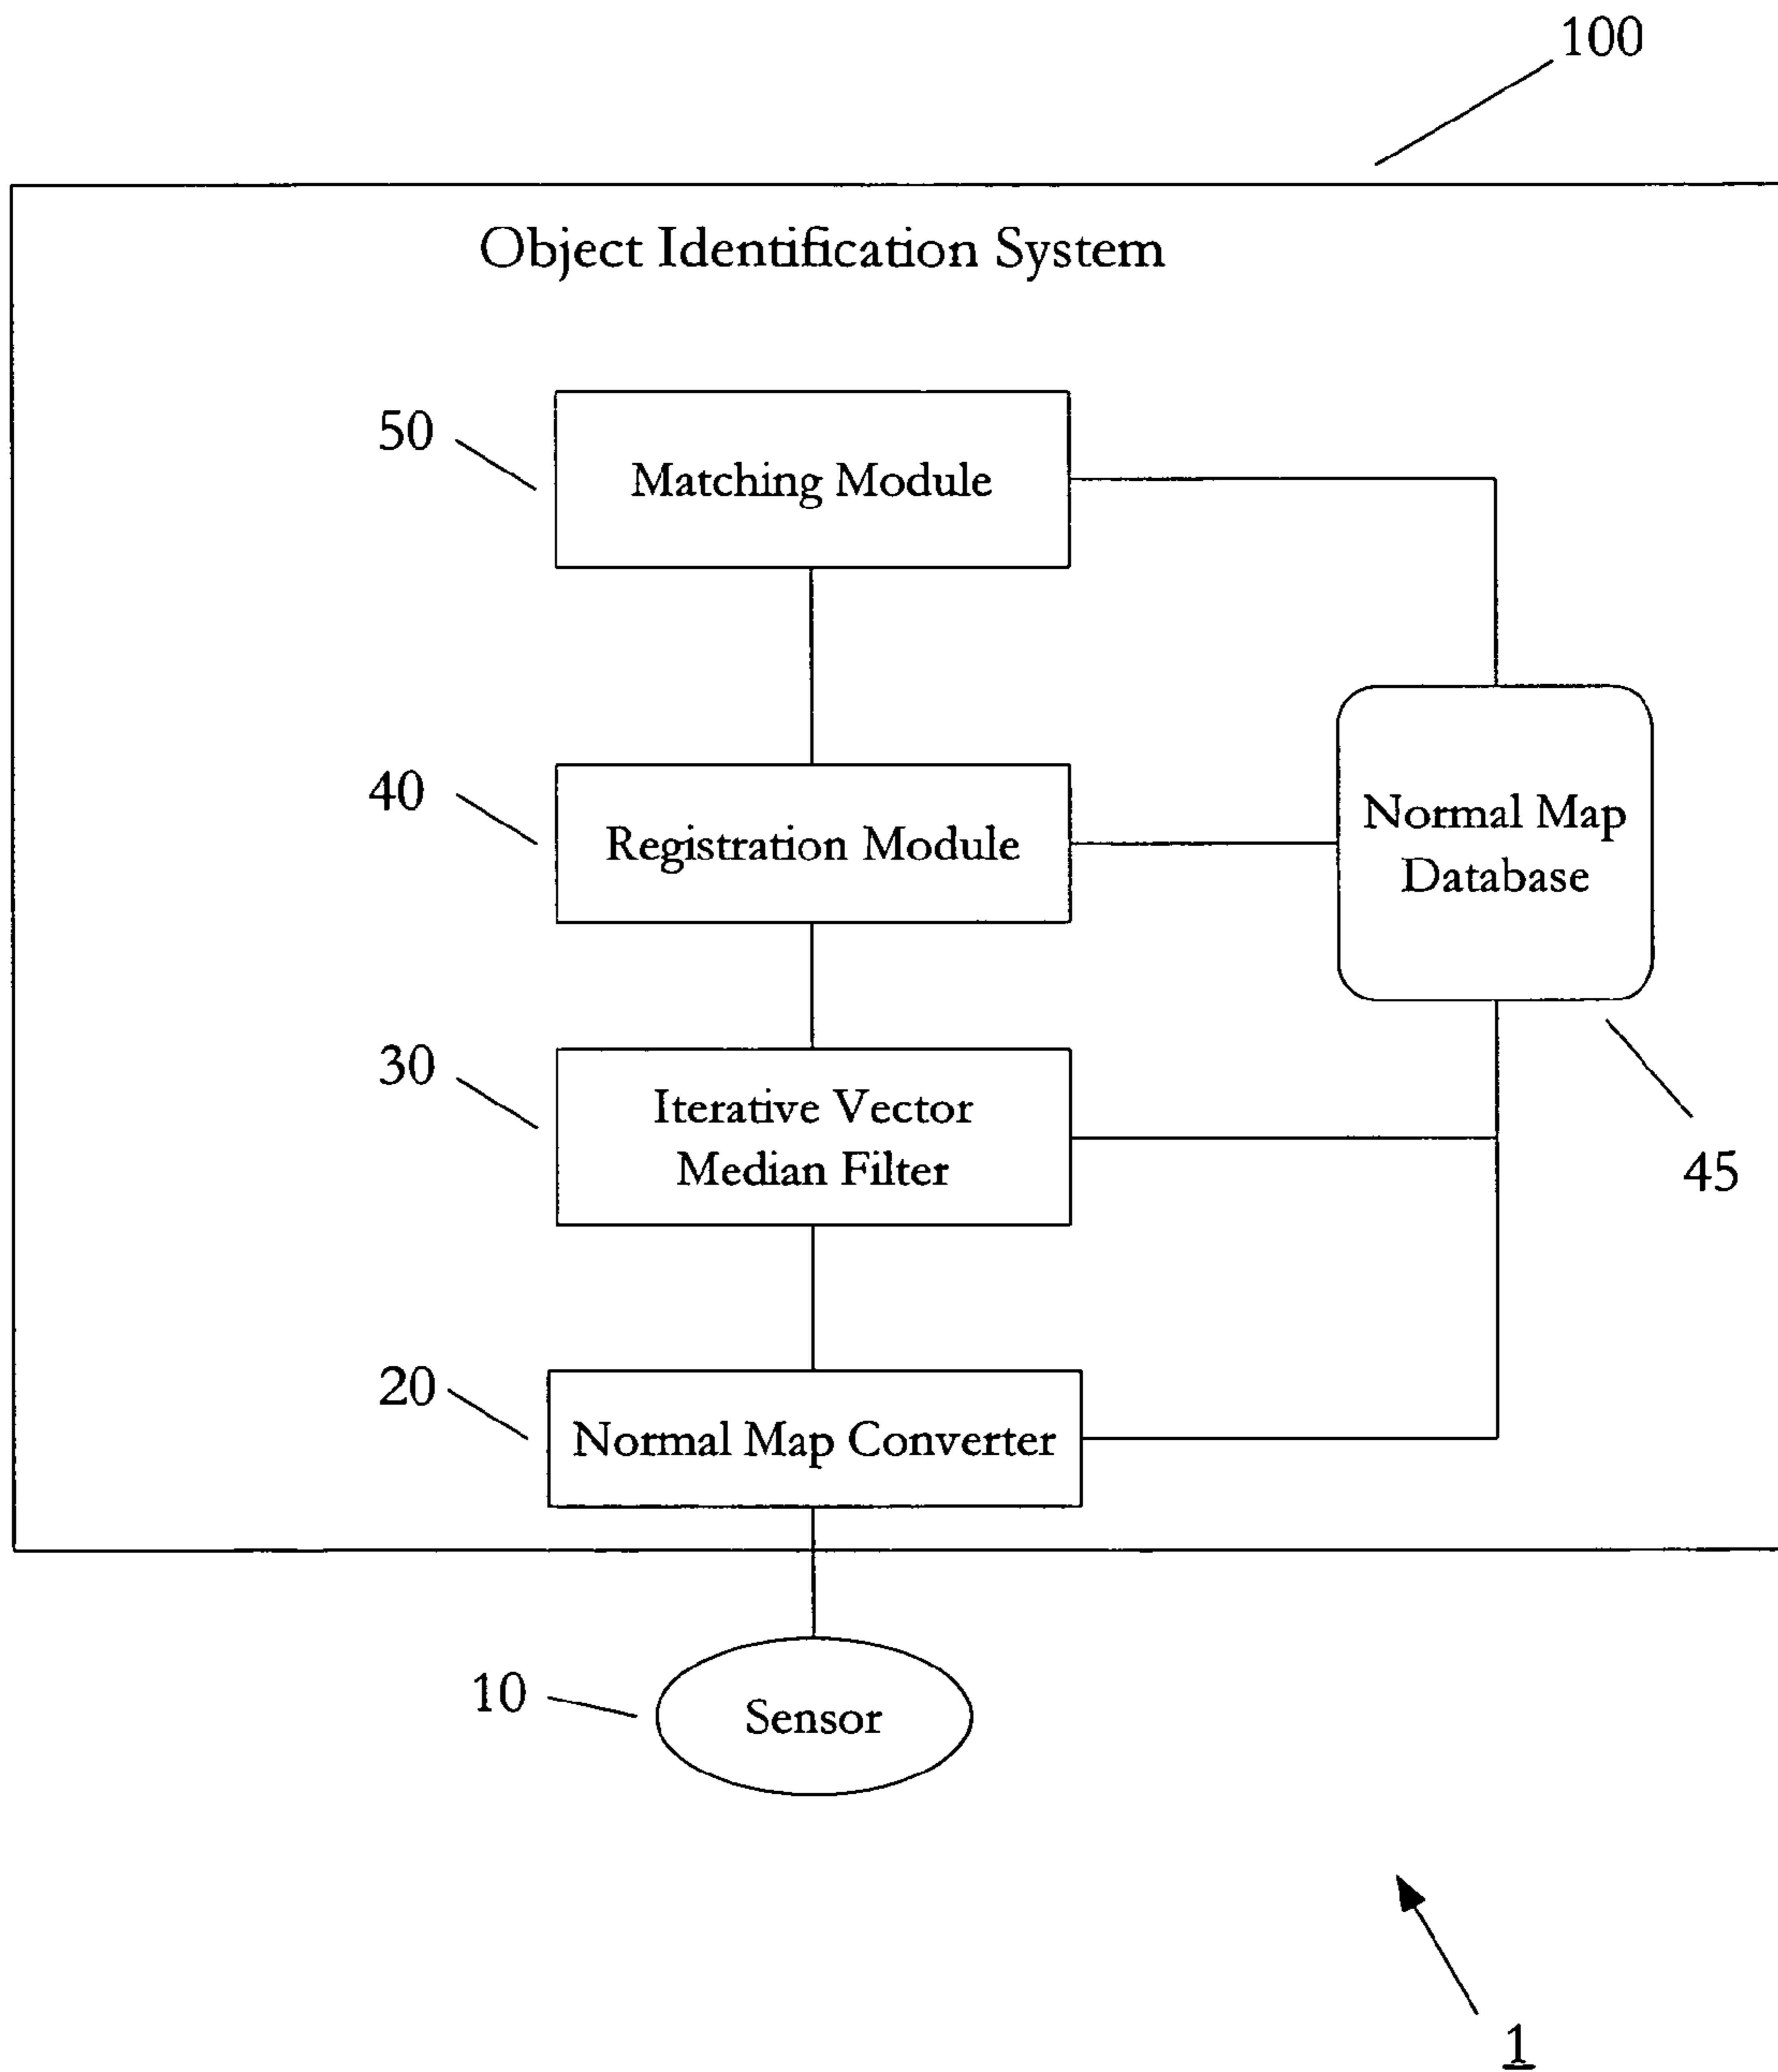 100
Object Identification System
50
Matching Module
40
Registration Module
Normal Map
Database
30
Iterative Vector
Median Filter
45
20
Normal Map Converter
10
Sensor
1